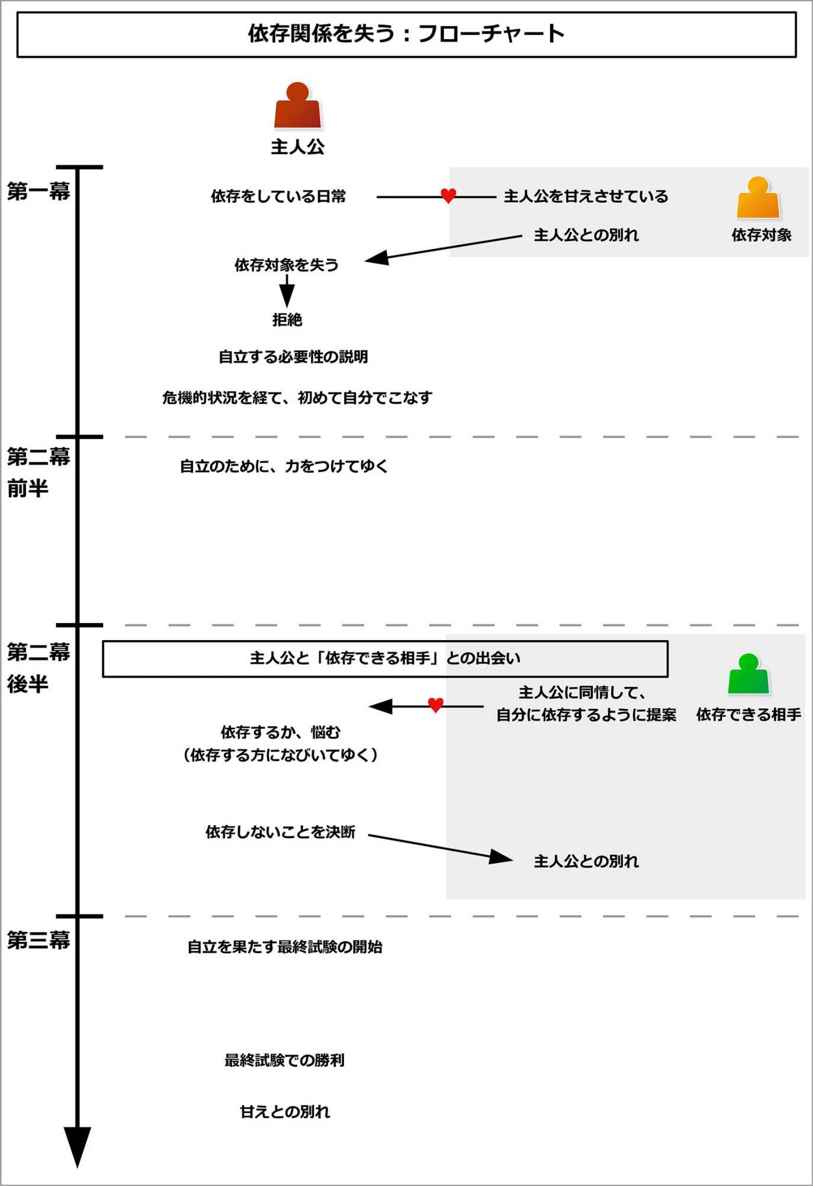 依存関係を失う：フローチャート
主人公
第一幕
依存をしている日常
主人公を甘えさせている
主人公との別れ
依存対象
依存対象を失う
拒絶
自立する必要性の説明
危機的状況を経て、初めて自分でこなす
第二幕
前半
自立のために、力をつけてゆく
第二幕
後半
主人公と「依存できる相手」との出会い
主人公に同情して、
自分に依存するように提案
依存できる相手
依存するか、悩む
（依存する方になびいてゆく）
依存しないことを決断
主人公との別れ
第三幕
自立を果たす最終試験の開始
最終試験での勝利
甘えとの別れ